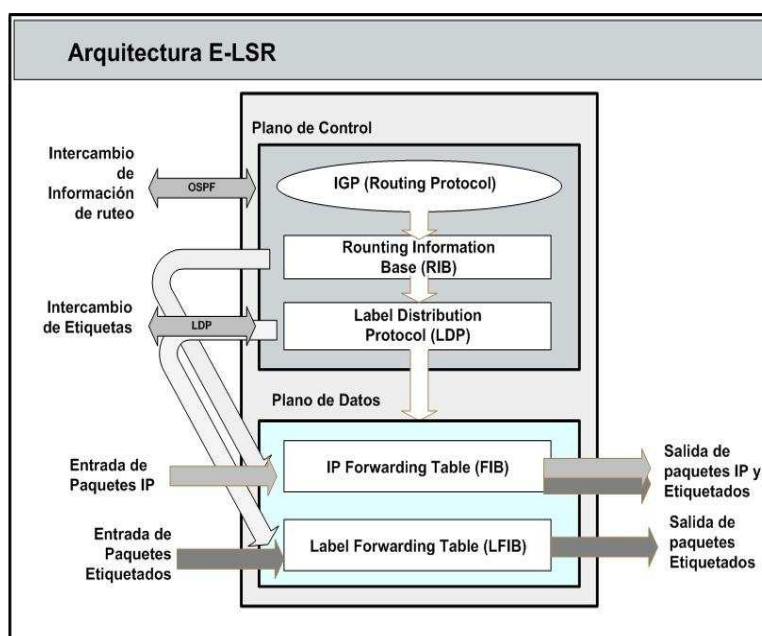 Arquitectura E-LSR
Plano de Control
Intercambio
de
Información
de ruteo
OSPF
IGP (Routing Protocol)
Rounting Information
Base (RIB)
Intercambio
de Etiquetas
LDP
Label Distribution
Protocol (LDP)
Plano de Datos
Entrada de
Paquetes IP
IP Forwarding Table (FIB)
Salida de
paquetes IP y
Etiquetados
Entrada de
Paquetes
Etiquetados
Label Forwarding Table (LFIB)
Salida de
paquetes
Etiquetados